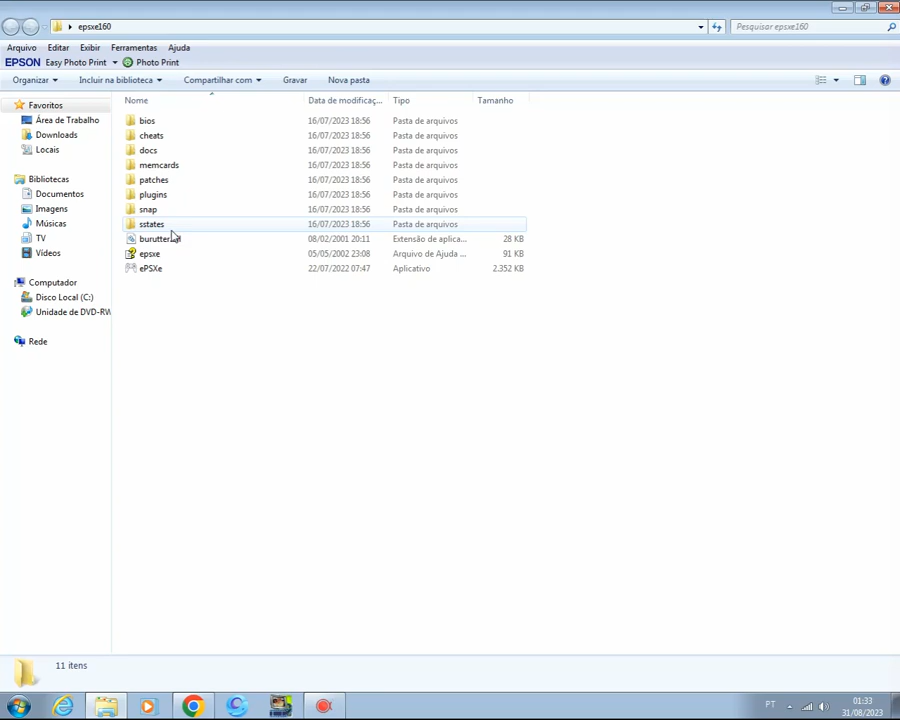 epsxe160
Pesquisar epsxe160
Arquivo Editar Exibir Ferramentas Ajuda
EPSON Easy Photo Print Photo Print
Organizar Incluir na biblioteca Compartilhar com Gravar Nova pasta
Favoritos
Área de Trabalho
Downloads
Locais
Bibliotecas
Documentos
Imagens
Músicas
TV
Vídeos
Computador
Disco Local (C:)
Unidade de DVD-RW
Rede
Nome Data de modificaç... Tipo Tamanho
bios 16/07/2023 18:56 Pasta de arquivos
cheats 16/07/2023 18:56 Pasta de arquivos
docs 16/07/2023 18:56 Pasta de arquivos
memcards 16/07/2023 18:56 Pasta de arquivos
patches 16/07/2023 18:56 Pasta de arquivos
plugins 16/07/2023 18:56 Pasta de arquivos
snap 16/07/2023 18:56 Pasta de arquivos
sstates 16/07/2023 18:56 Pasta de arquivos
08/02/2001 20:11 Extensão de aplica... 28 KB
epsxe 05/05/2002 23:08 Arquivo de Ajuda ... 91 KB
ePSXe 22/07/2022 07:47 Aplicativo 2.352 KB
11 itens
PT
01:33
31/08/2023